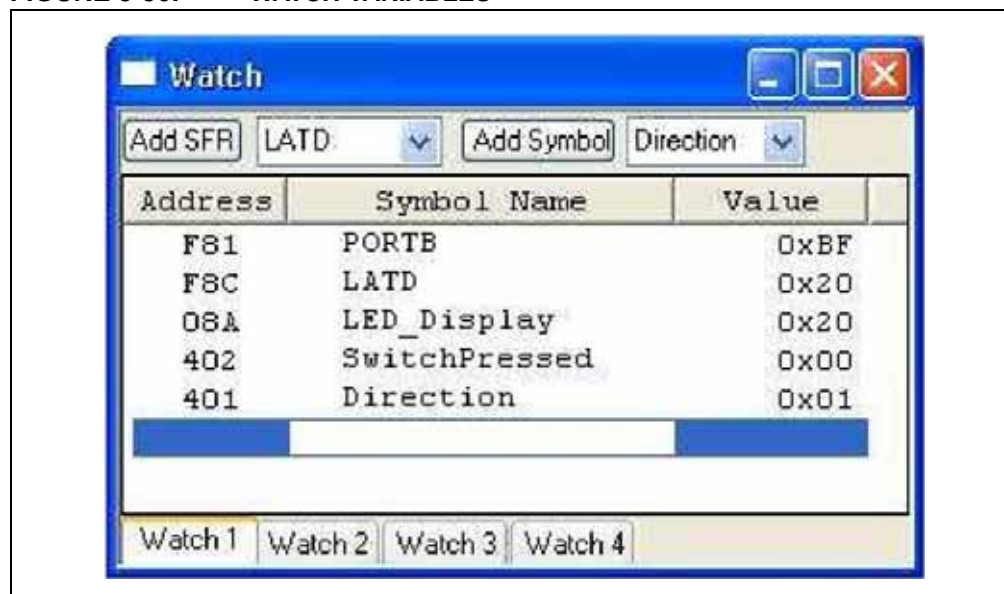 Watch
Add SFR LATD Add Symbol Direction
Address Symbol Name Value
F81 PORTB 0xBF
F8C LATD 0x20
08A LED_Display 0x20
402 SwitchPressed 0x00
401 Direction 0x01
Watch 1 Watch 2 Watch 3 Watch 4